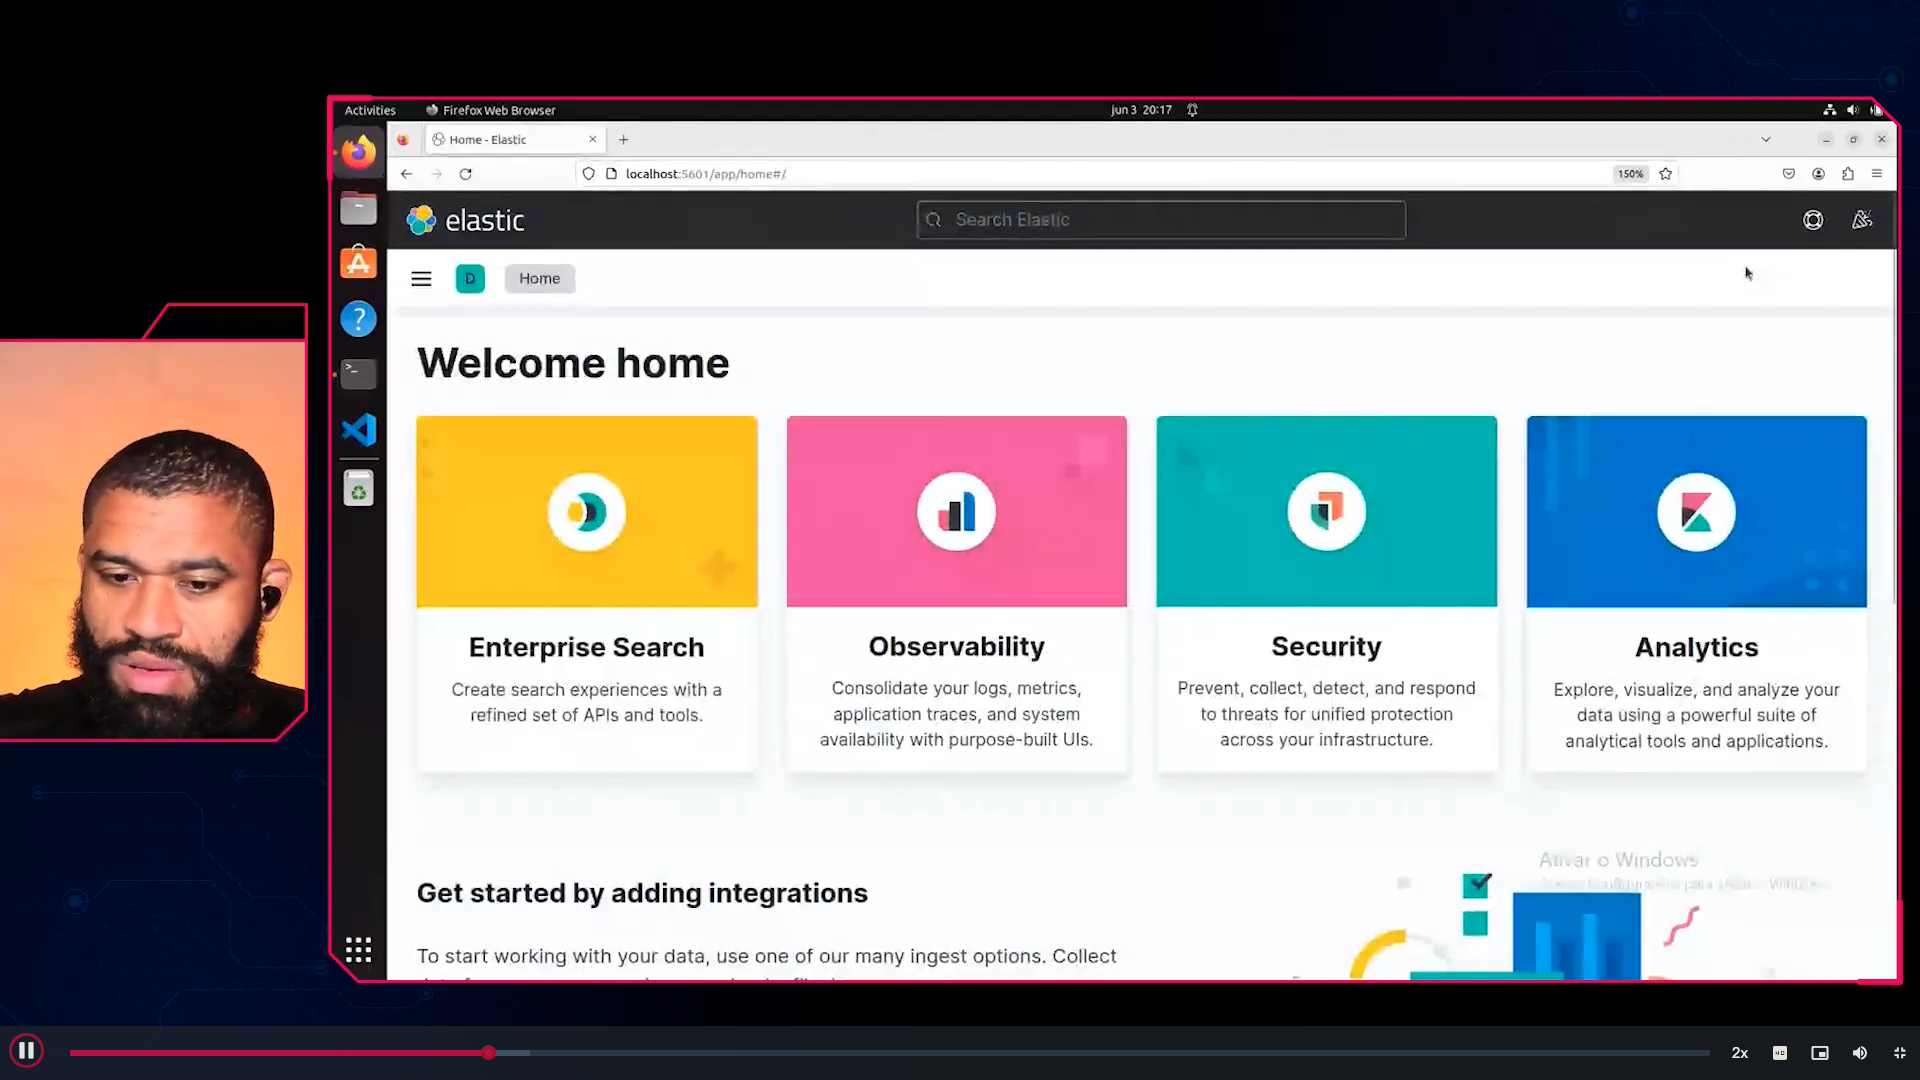 Activities
Firefox Web Browser
jun 3 20:17
Home - Elastic
localhost:5601/app/home#/
150%
elastic
Search Elastic
D
Home
Welcome home
Enterprise Search
Create search experiences with a
refined set of APIs and tools.
Observability
Consolidate your logs, metrics,
application traces, and system
availability with purpose-built UIs.
Security
Prevent, collect, detect, and respond
to threats for unified protection
across your infrastructure.
Analytics
Explore, visualize, and analyze your
data using a powerful suite of
analytical tools and applications.
Ativar o Windows
Get started by adding integrations
To start working with your data, use one of our many ingest options. Collect
2x
HD